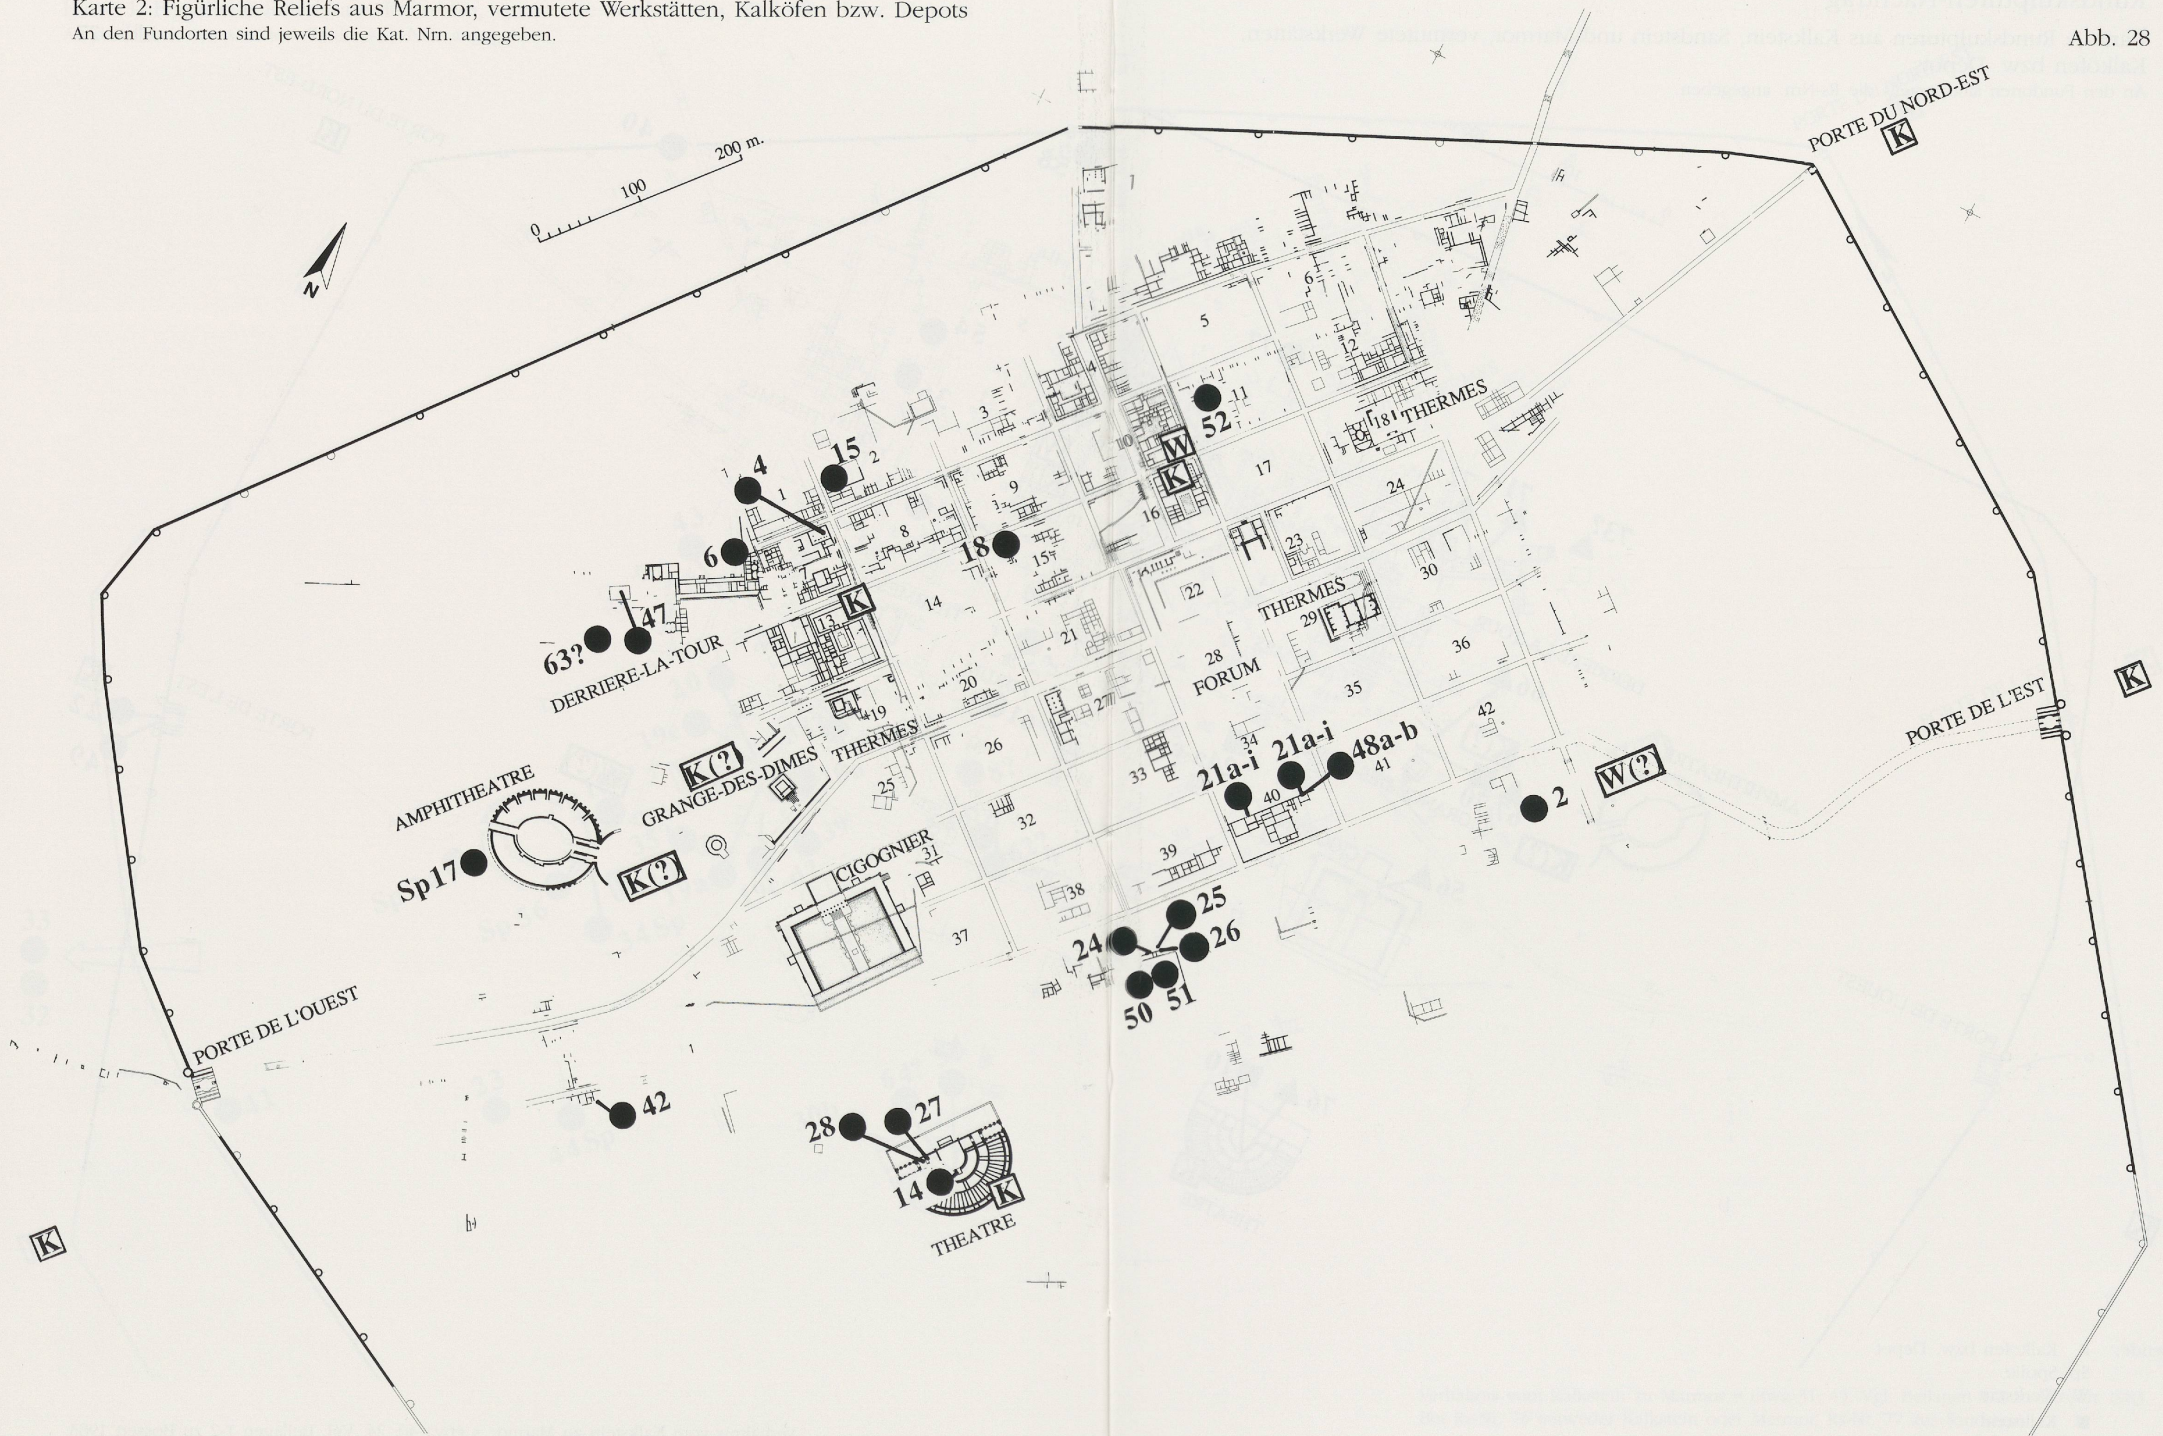 Karte 2: Figürliche Reliefs aus Marmor, vermutete Werkstätten, Kalköfen bzw. Depots
An den Fundorten sind jeweils die Kat. Nrn. angegeben.
Abb. 28
PORTE DU NORD-EST
K
0 100 200 m.
N
6
5
12
4
11
52
3
18 THERMES
10
W
K
17
15
2
4
1
9
24
16
8
6
18
15
23
7
30
22
47
K
14
THERMES
29
63?
13
21
DERRIERE-LA-TOUR
28
FORUM
36
K
20
35
27
19
42
PORTE DE L'EST
THERMES
26
34
K(?)
GRANGE-DES-DIMES
21a-i
48a-b
41
W(?)
33
21a-i
25
40
2
AMPHITHEATRE
32
CIGOGNIER
31
39
Sp17
K(?)
38
25
37
24
26
50
51
PORTE DE L'OUEST
42
28
27
14
K
THEATRE
K